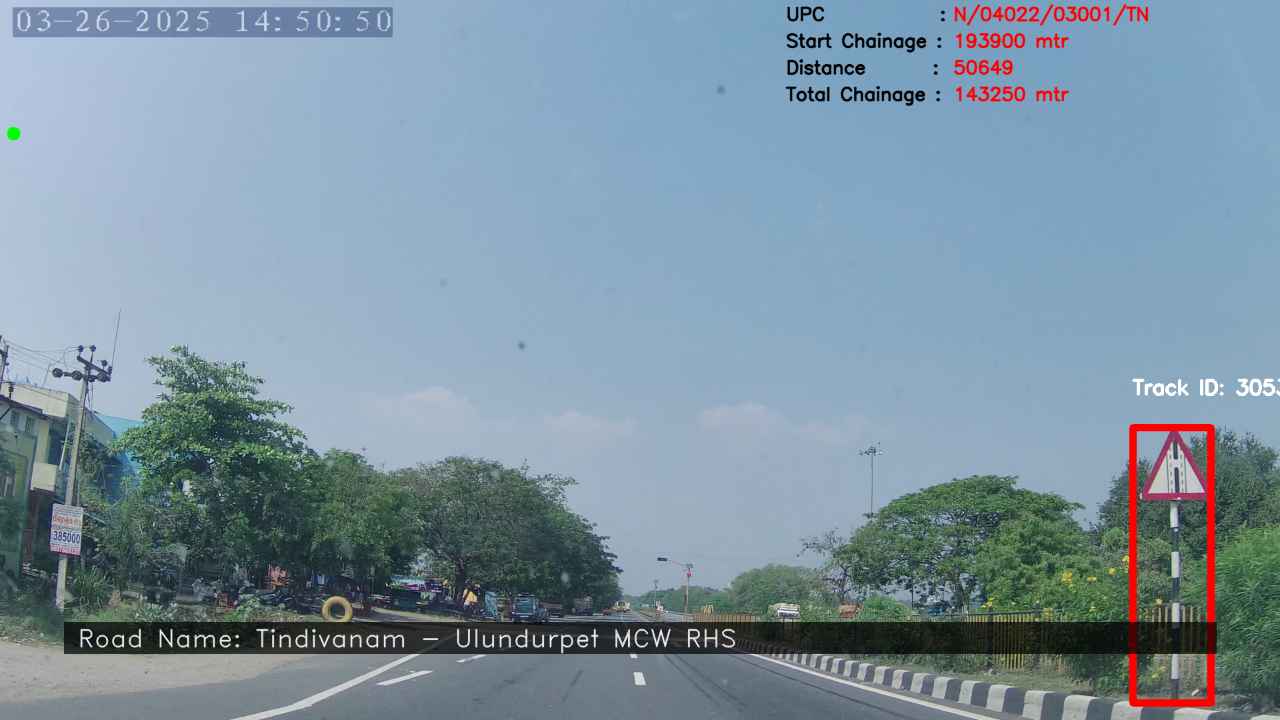 03-26-2025 14:50:50
UPC : N/04022/03001/TN
Start Chainage : 193900 mtr
Distance : 50649
Total Chainage : 143250 mtr
Track ID: 3053
385000
Road Name: Tindivanam - Ulundurpet MCW RHS